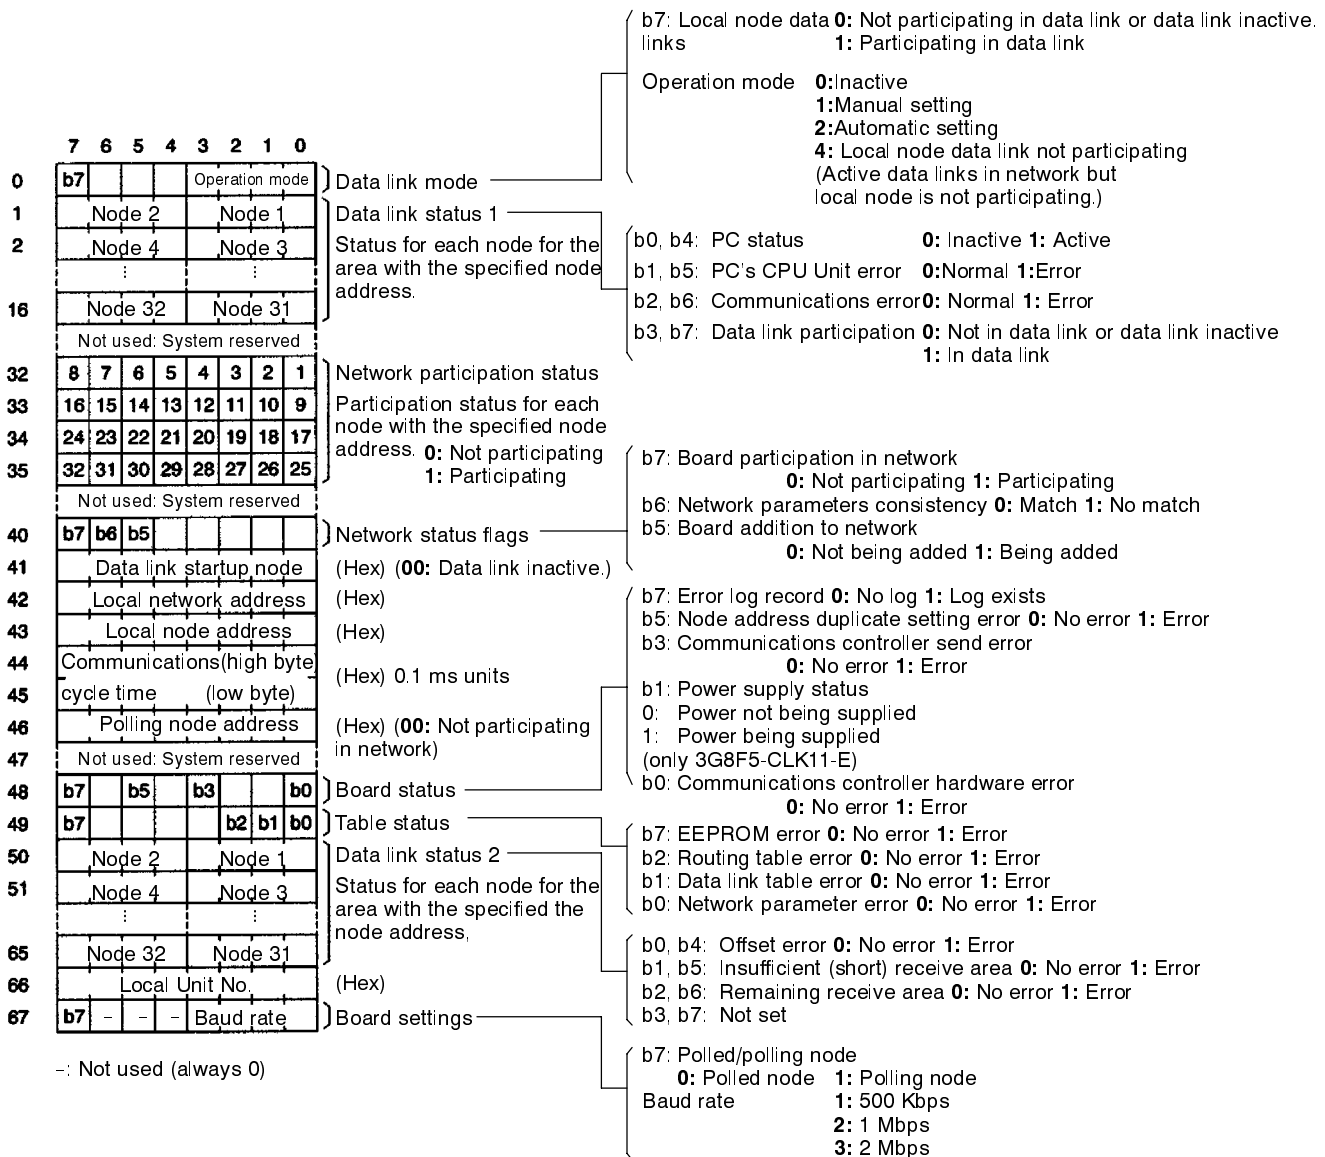 7 6 5 4 3 2 1 0
0 b7 Operation mode Data link mode
b7: Local node data links 0: Not participating in data link or data link inactive.
1: Participating in data link
Operation mode 0:Inactive
1:Manual setting
2:Automatic setting
4: Local node data link not participating
(Active data links in network but
local node is not participating.)
1 Node 2 Node 1 Data link status 1
2 Node 4 Node 3 Status for each node for the
area with the specified node
address.
⋮ ⋮
16 Node 32 Node 31
b0, b4: PC status 0: Inactive 1: Active
b1, b5: PC's CPU Unit error 0:Normal 1:Error
b2, b6: Communications error 0: Normal 1: Error
b3, b7: Data link participation 0: Not in data link or data link inactive
1: In data link
Not used: System reserved
32 8 7 6 5 4 3 2 1 Network participation status
33 16 15 14 13 12 11 10 9 Participation status for each
node with the specified node
34 24 23 22 21 20 19 18 17 address. 0: Not participating
35 32 31 30 29 28 27 26 25 1: Participating
Not used: System reserved
40 b7 b6 b5 Network status flags
b7: Board participation in network
0: Not participating 1: Participating
b6: Network parameters consistency 0: Match 1: No match
b5: Board addition to network
0: Not being added 1: Being added
41 Data link startup node (Hex) (00: Data link inactive.)
42 Local network address (Hex)
43 Local node address (Hex)
44 Communications(high byte)
(Hex) 0.1 ms units
45 cycle time (low byte)
46 Polling node address (Hex) (00: Not participating
in network)
47 Not used: System reserved
48 b7 b5 b3 b0 Board status
b7: Error log record 0: No log 1: Log exists
b5: Node address duplicate setting error 0: No error 1: Error
b3: Communications controller send error
0: No error 1: Error
b1: Power supply status
0: Power not being supplied
1: Power being supplied
(only 3G8F5-CLK11-E)
b0: Communications controller hardware error
0: No error 1: Error
49 b7 b2 b1 b0 Table status
b7: EEPROM error 0: No error 1: Error
b2: Routing table error 0: No error 1: Error
b1: Data link table error 0: No error 1: Error
b0: Network parameter error 0: No error 1: Error
50 Node 2 Node 1 Data link status 2
51 Node 4 Node 3 Status for each node for the
area with the specified the
node address,
⋮ ⋮
65 Node 32 Node 31
b0, b4: Offset error 0: No error 1: Error
b1, b5: Insufficient (short) receive area 0: No error 1: Error
b2, b6: Remaining receive area 0: No error 1: Error
b3, b7: Not set
66 Local Unit No. (Hex)
67 b7 – – – Baud rate Board settings
b7: Polled/polling node
0: Polled node 1: Polling node
Baud rate 1: 500 Kbps
2: 1 Mbps
3: 2 Mbps
–: Not used (always 0)